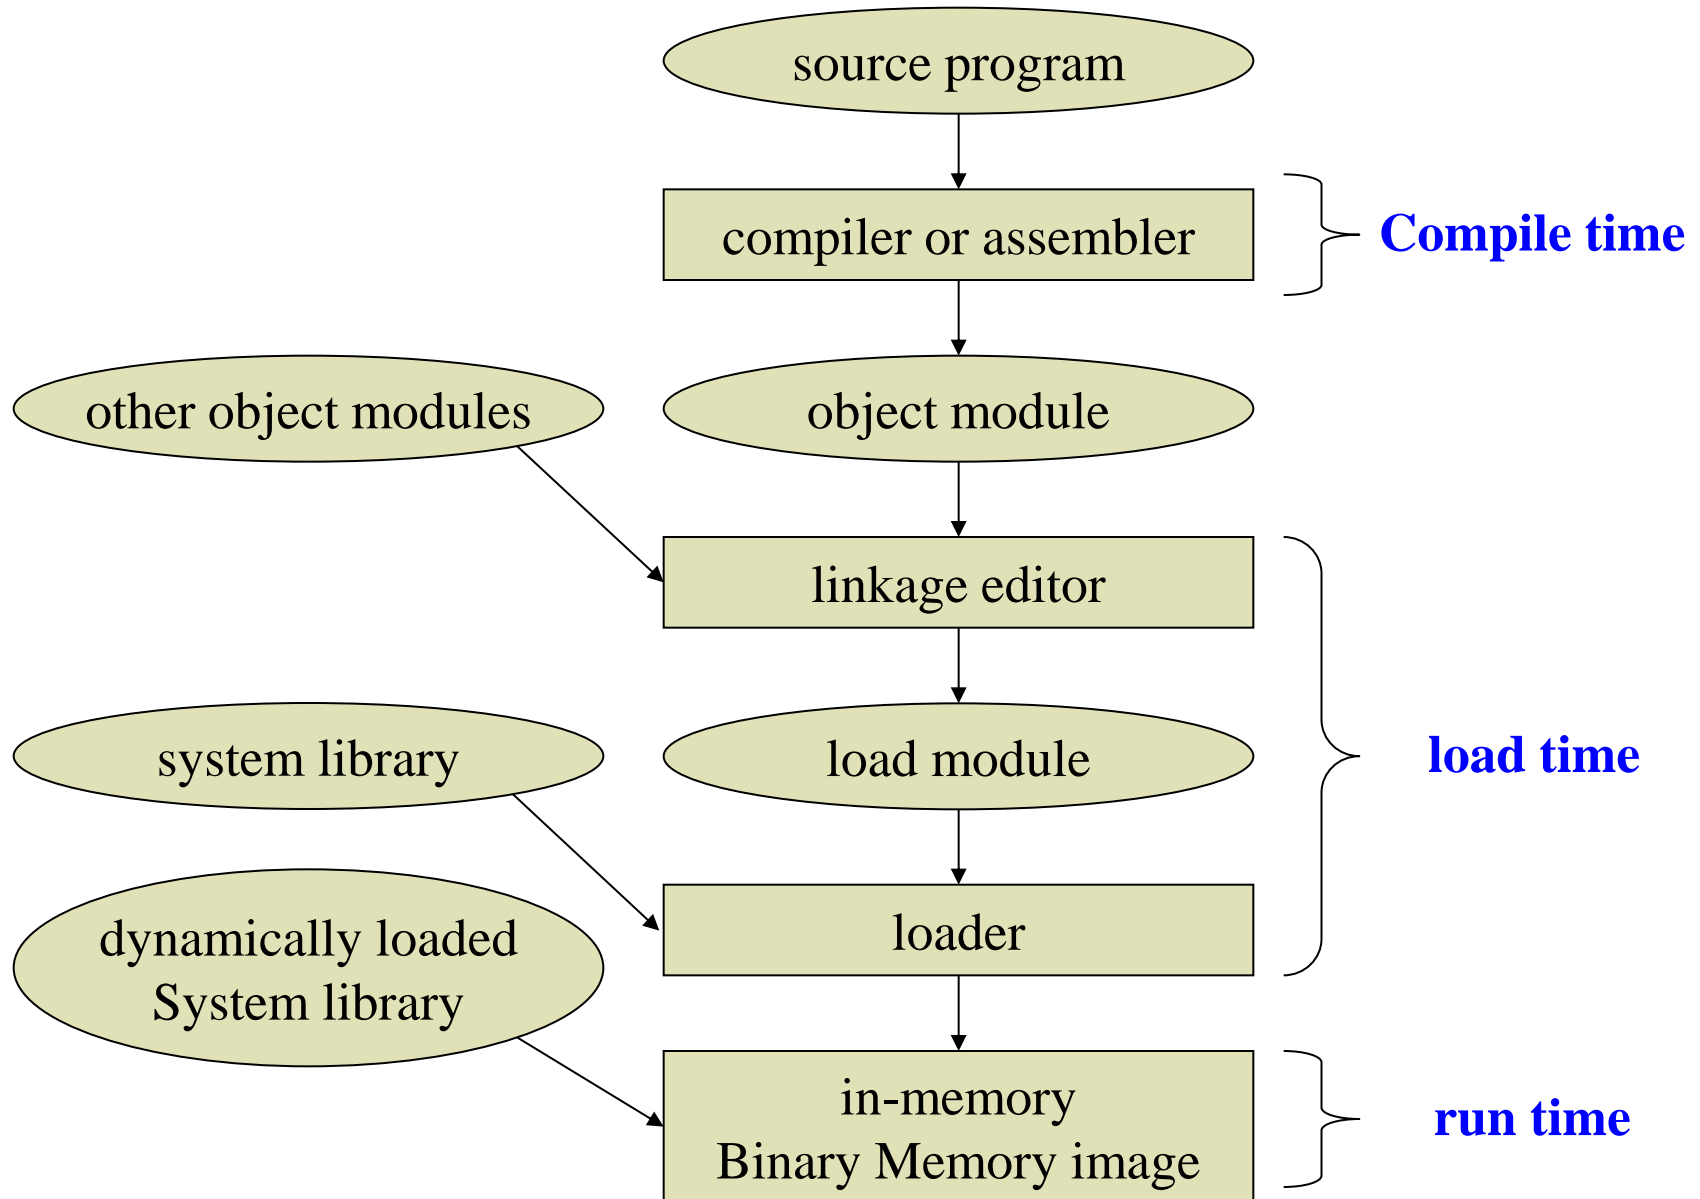 source program
compiler or assembler
Compile time
other object modules
object module
linkage editor
system library
load module
load time
dynamically loaded
System library
loader
in-memory
Binary Memory image
run time